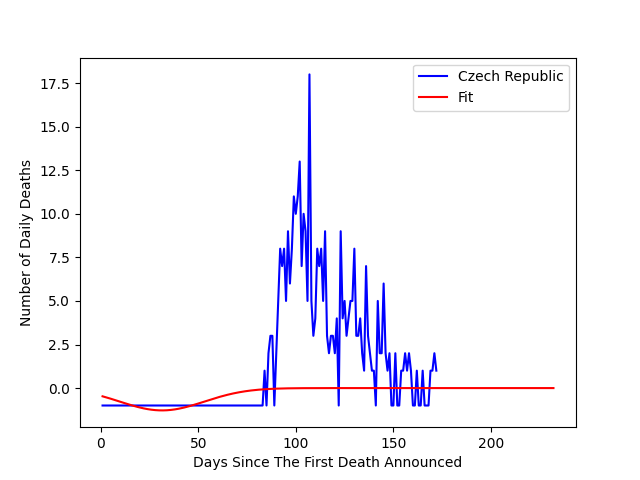 Czech Republic
Fit
17.5
15.0
12.5
10.0
7.5
5.0
2.5
0.0
Number of Daily Deaths
0 50 100 150 200
Days Since The First Death Announced